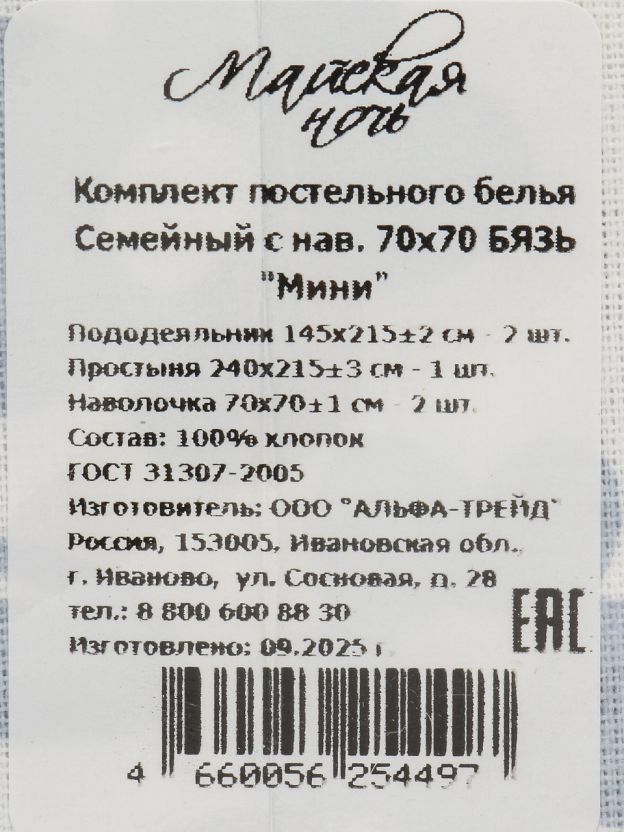 Майская
ночь
Комплект постельного белья
Семейный с нав. 70х70 БЯЗЬ
"Мини"
Пододеяльник 145х215±2 см - 2 шт.
Простыня 240х215±3 см - 1 шт.
Наволочка 70х70±1 см - 2 шт.
Состав: 100% хлопок
ГОСТ 31307-2005
Изготовитель: ООО "АЛЬФА-ТРЕЙД"
Россия, 153005, Ивановская обл.,
г. Иваново, ул. Сосновая, д. 28
тел.: 8 800 600 88 30
Изготовлено: 09.2025 г.
EAC
4 660056 254497